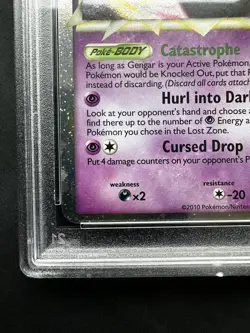 Poké-BODY Catastrophe
As long as Gengar is your Active Pokémon,
Pokémon would be Knocked Out, put that
instead of discarding. (Discard all cards attach
Hurl into Dar
Look at your opponent's hand and choose a
find there up to the number of Energy a
Pokémon you chose in the Lost Zone.
Cursed Drop
Put 4 damage counters on your opponent's P
weakness resistance
×2 -20
©2010 Pokémon/Ninten